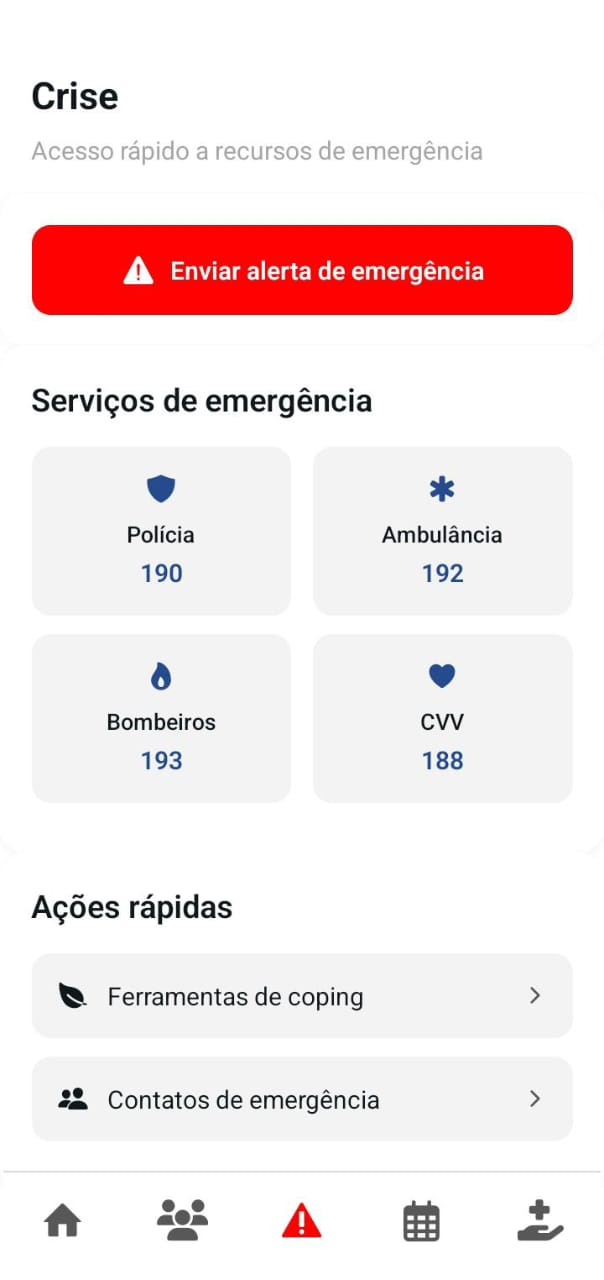 Crise
Acesso rápido a recursos de emergência
Enviar alerta de emergência
Serviços de emergência
Polícia
190
Ambulância
192
Bombeiros
193
CVV
188
Ações rápidas
Ferramentas de coping
Contatos de emergência